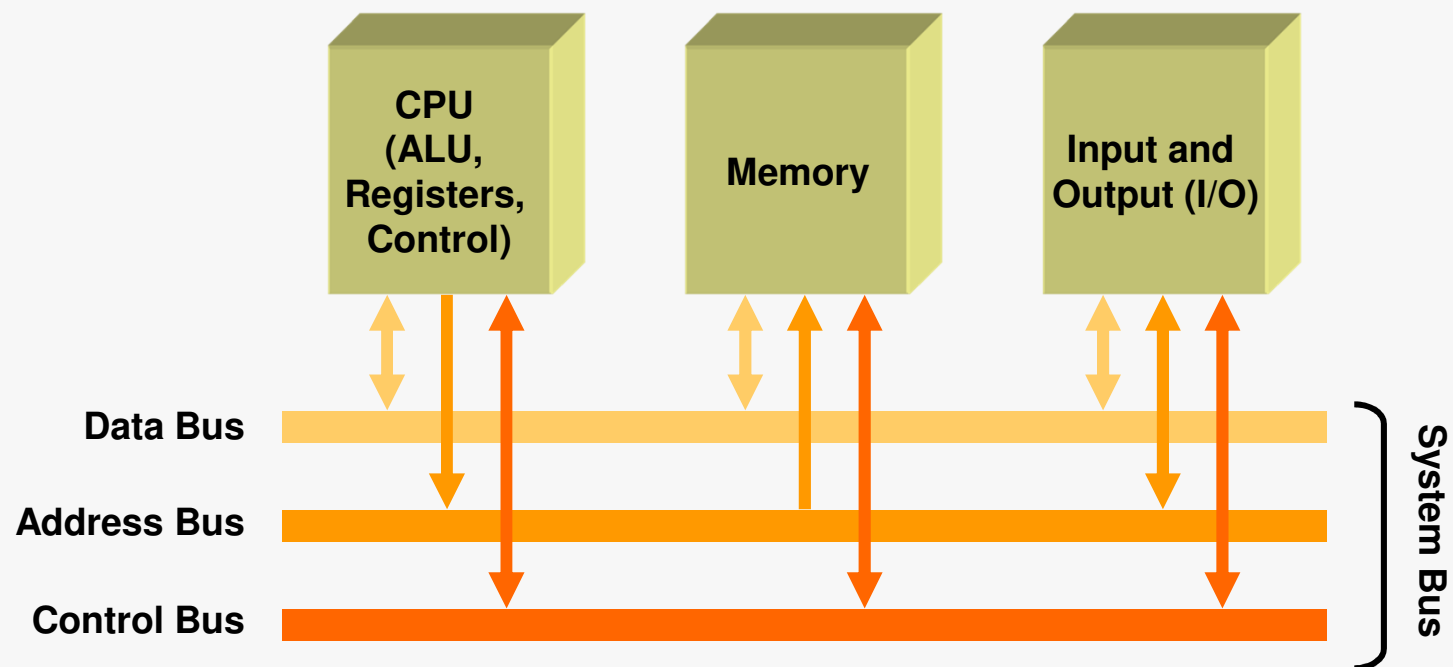 CPU
(ALU,
Registers,
Control)
Memory
Input and
Output (I/O)
Data Bus
Address Bus
Control Bus
System Bus